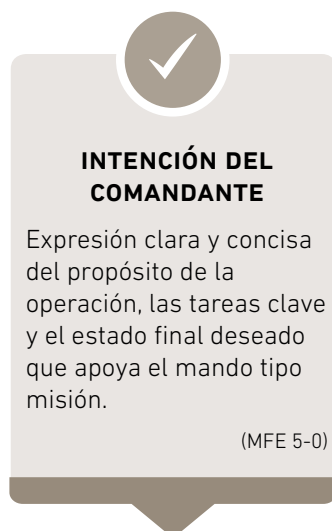 INTENCIÓN DEL
COMANDANTE
Expresión clara y concisa
del propósito de la
operación, las tareas clave
y el estado final deseado
que apoya el mando tipo
misión.
(MFE 5-0)